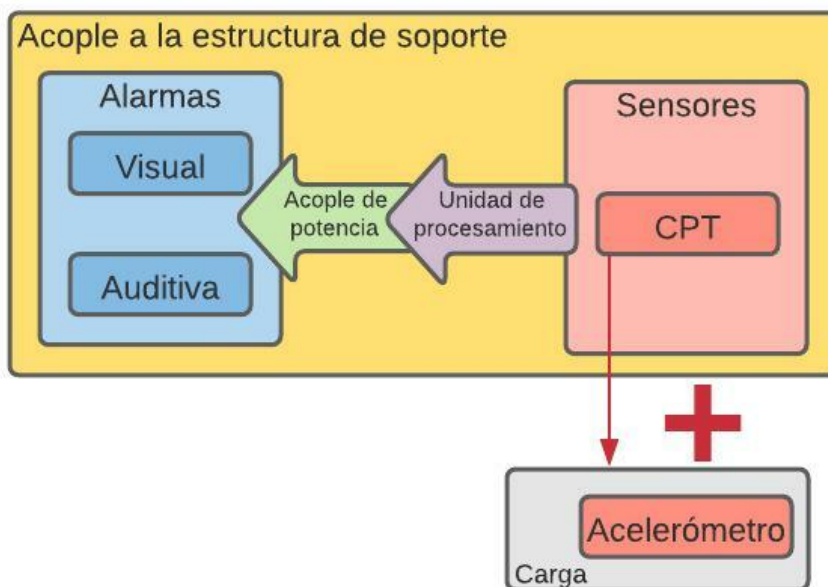 Acople a la estructura de soporte
Alarmas
Visual
Auditiva
Acople de
potencia
Unidad de
procesamiento
Sensores
CPT
Acelerómetro
Carga